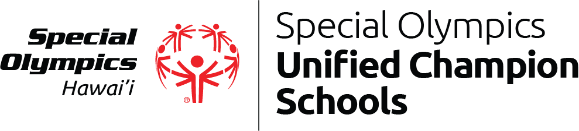 Special
Olympics
Hawai'i
®
Special Olympics
Unified Champion
Schools